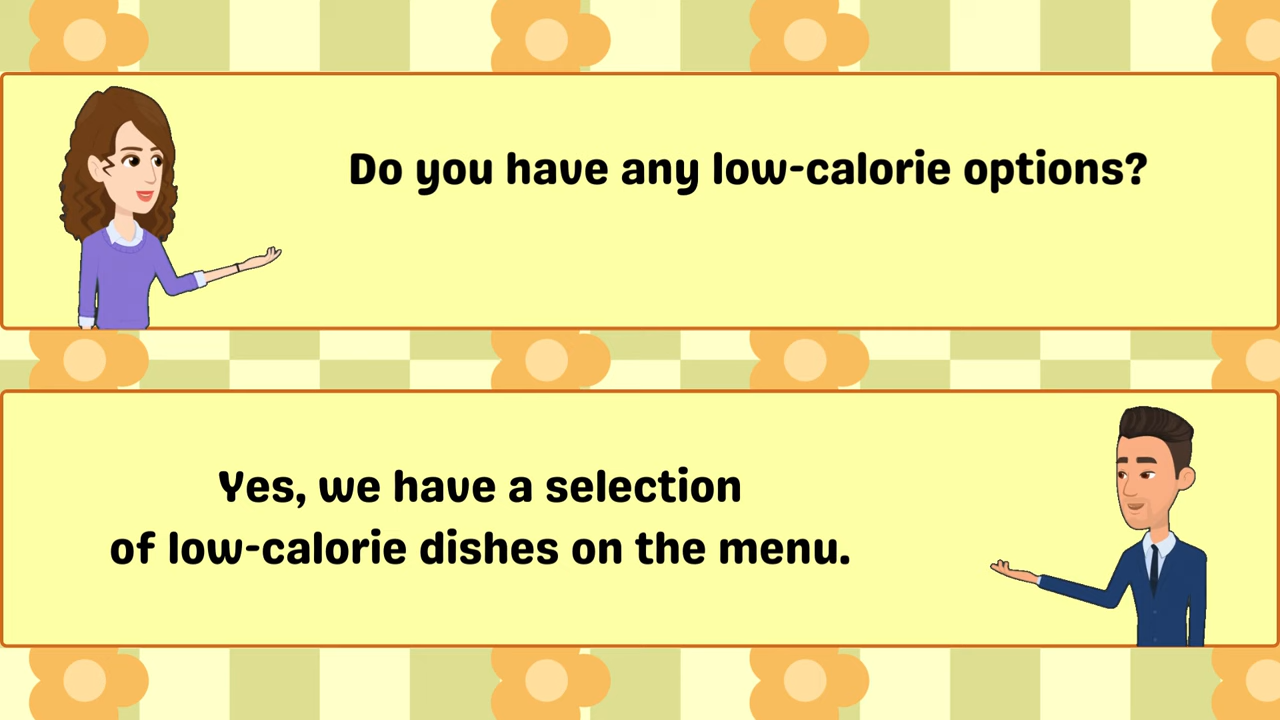 Do you have any low-calorie options?
Yes, we have a selection
of low-calorie dishes on the menu.